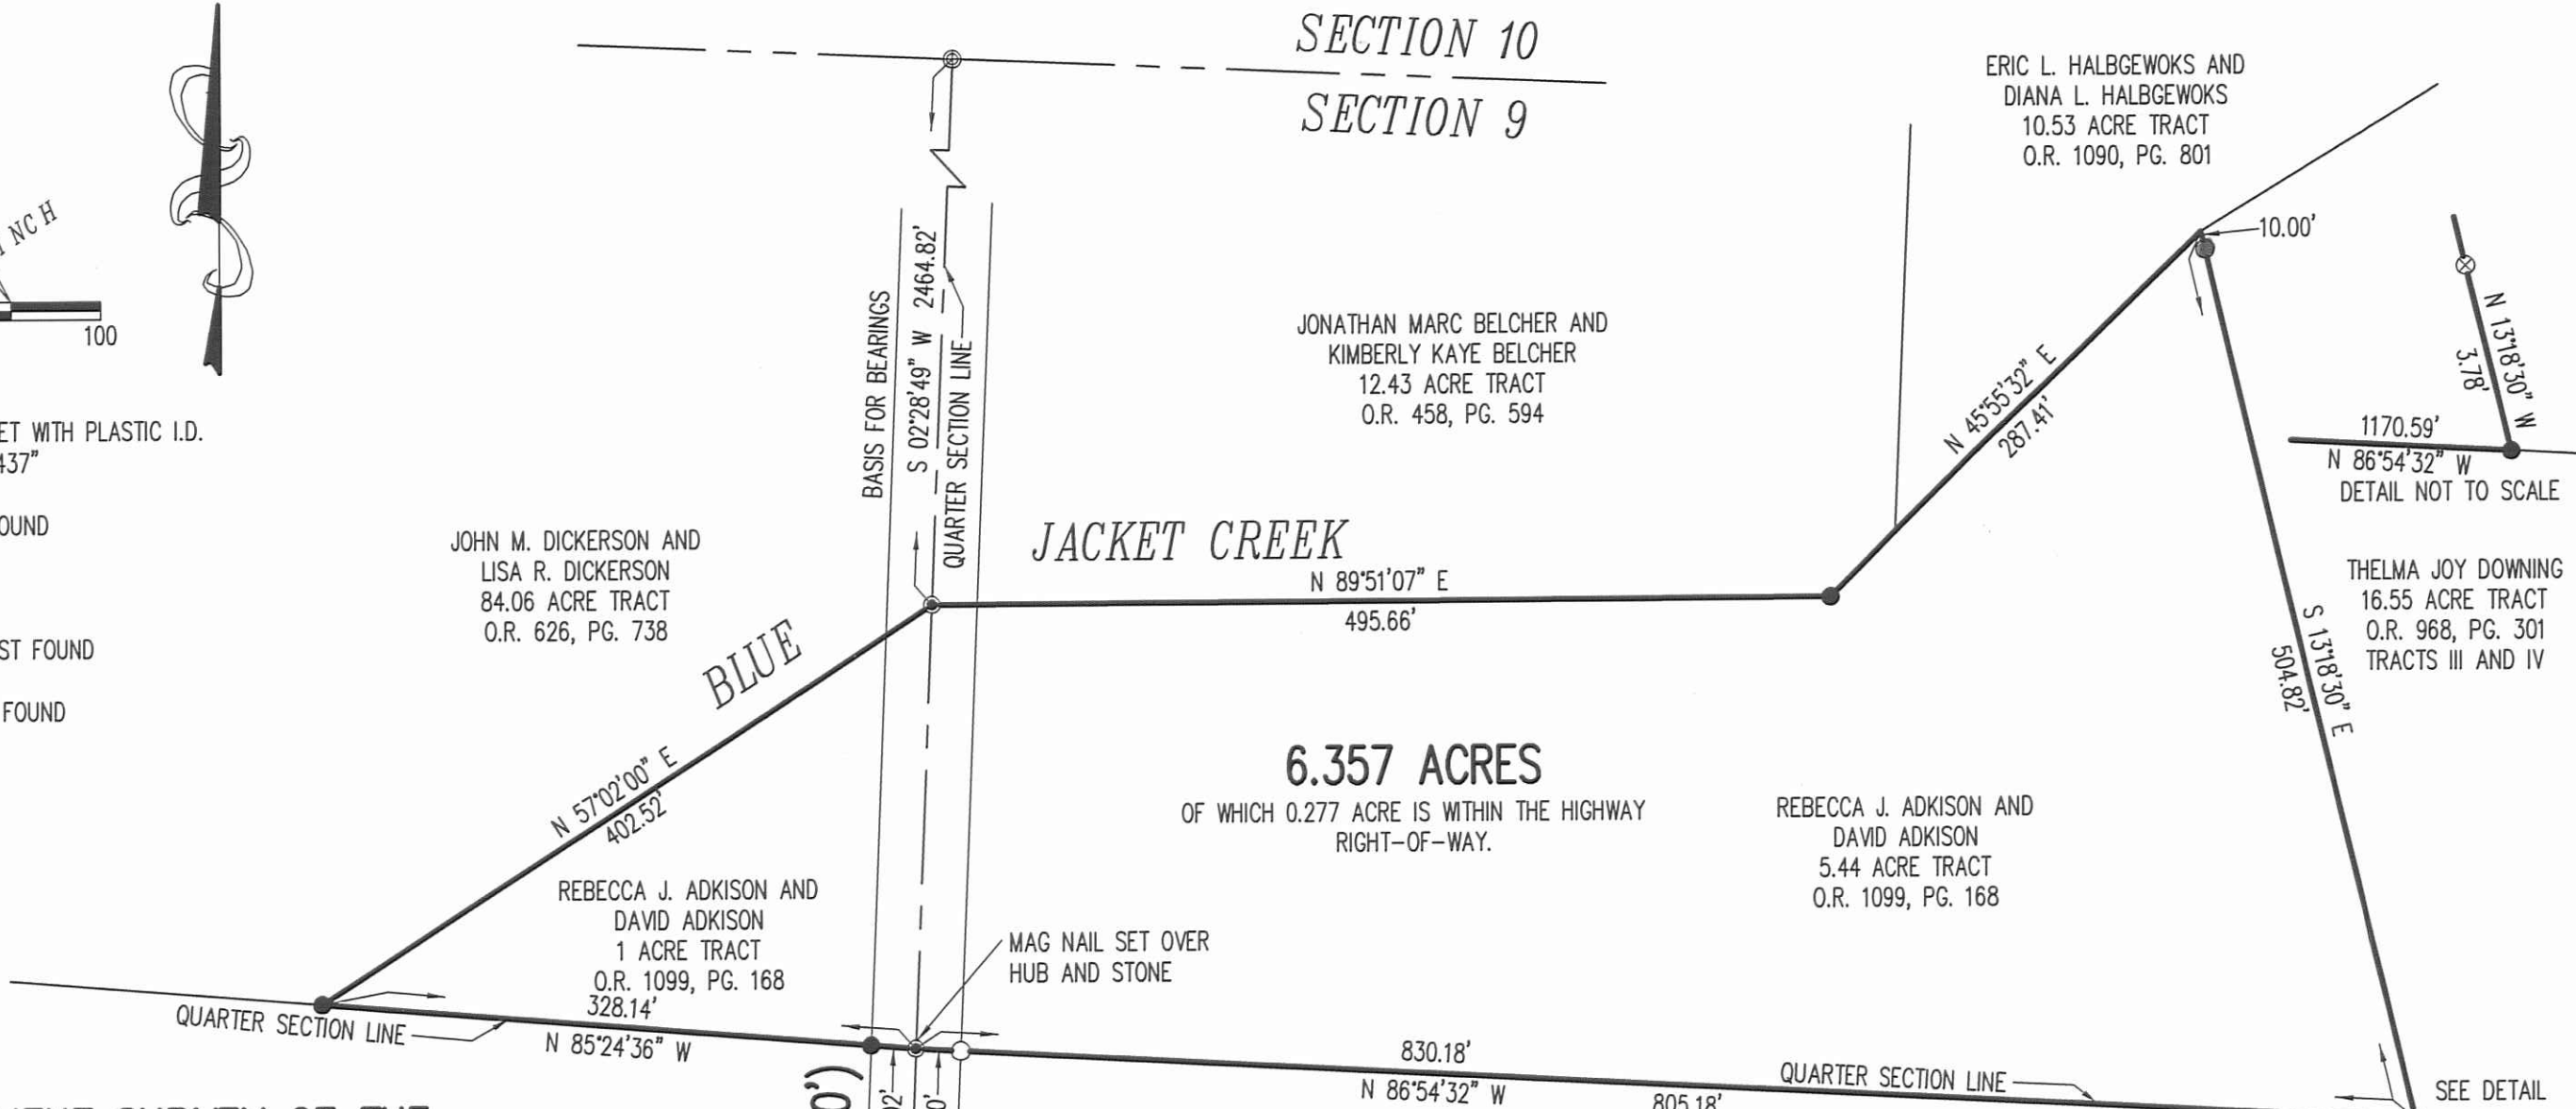 SECTION 10
SECTION 9
ERIC L. HALBGEWOKS AND
DIANA L. HALBGEWOKS
10.53 ACRE TRACT
O.R. 1090, PG. 801
10.00'
100
N 13°18'30" W
3.78'
1170.59'
N 86°54'32" W
DETAIL NOT TO SCALE
BASIS FOR BEARINGS
S 02°28'49" W 2464.82'
QUARTER SECTION LINE
JONATHAN MARC BELCHER AND
KIMBERLY KAYE BELCHER
12.43 ACRE TRACT
O.R. 458, PG. 594
N 45°55'32" E
287.41'
ET WITH PLASTIC I.D.
437"
OUND
ST FOUND
FOUND
JOHN M. DICKERSON AND
LISA R. DICKERSON
84.06 ACRE TRACT
O.R. 626, PG. 738
BLUE
JACKET CREEK
N 89°51'07" E
495.66'
THELMA JOY DOWNING
16.55 ACRE TRACT
O.R. 968, PG. 301
TRACTS III AND IV
S 13°18'30" E
504.82'
N 57°02'00" E
402.52'
6.357 ACRES
OF WHICH 0.277 ACRE IS WITHIN THE HIGHWAY
RIGHT-OF-WAY.
REBECCA J. ADKISON AND
DAVID ADKISON
5.44 ACRE TRACT
O.R. 1099, PG. 168
REBECCA J. ADKISON AND
DAVID ADKISON
1 ACRE TRACT
O.R. 1099, PG. 168
MAG NAIL SET OVER
HUB AND STONE
328.14'
QUARTER SECTION LINE
N 85°24'36" W
830.18'
N 86°54'32" W
805.18'
QUARTER SECTION LINE
SEE DETAIL